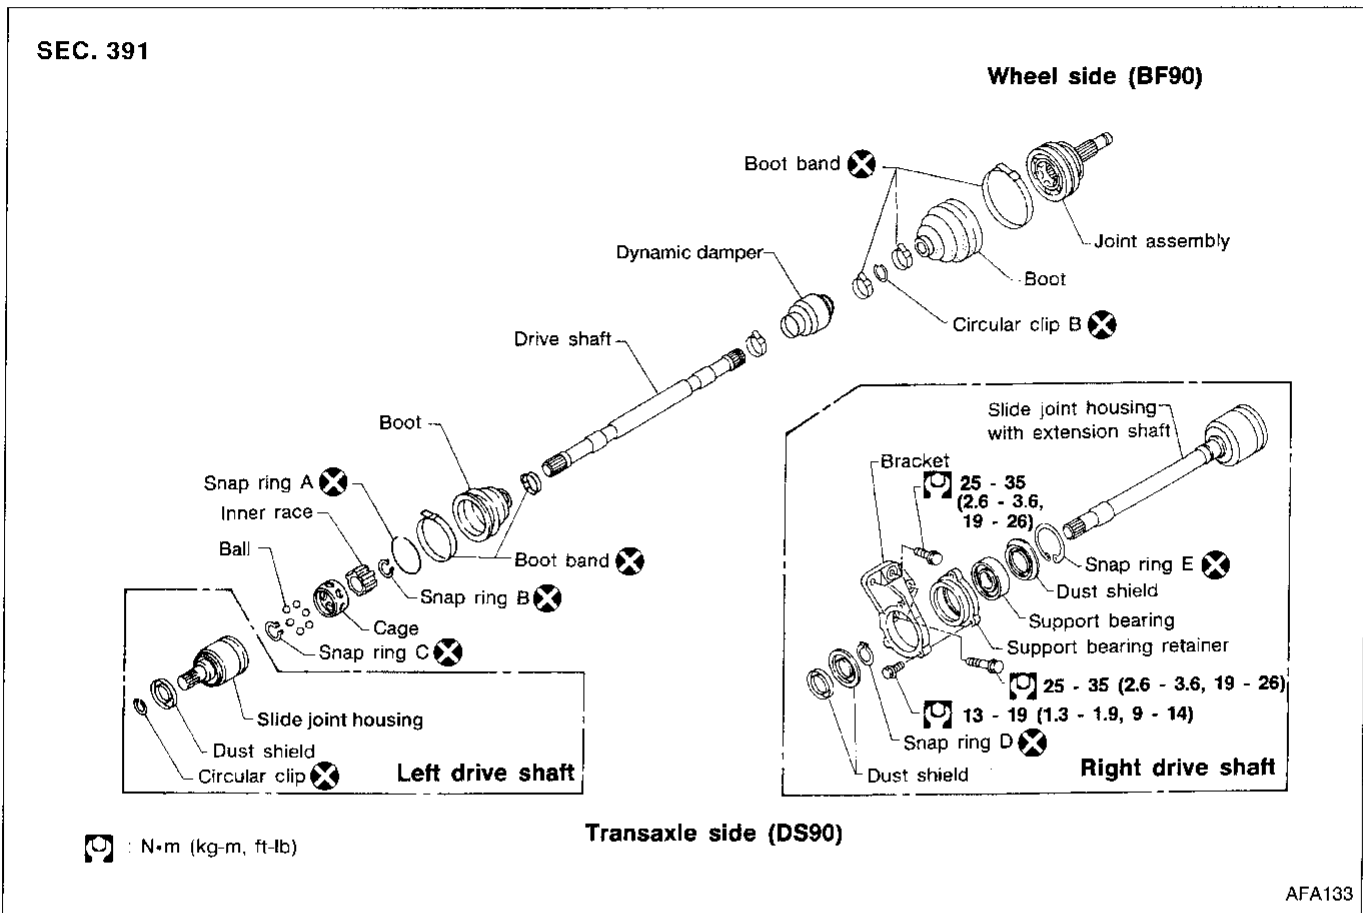 SEC. 391
Wheel side (BF90)
Boot band
Joint assembly
Dynamic damper
Boot
Circular clip B
Drive shaft
Boot
Snap ring A
Inner race
Ball
Boot band
Snap ring B
Cage
Snap ring C
Slide joint housing
Dust shield
Circular clip
Left drive shaft
Slide joint housing
with extension shaft
Bracket
25 - 35
(2.6 - 3.6,
19 - 26)
Snap ring E
Dust shield
Support bearing
Support bearing retainer
25 - 35 (2.6 - 3.6, 19 - 26)
13 - 19 (1.3 - 1.9, 9 - 14)
Snap ring D
Dust shield
Right drive shaft
Transaxle side (DS90)
: N•m (kg-m, ft-lb)
AFA133